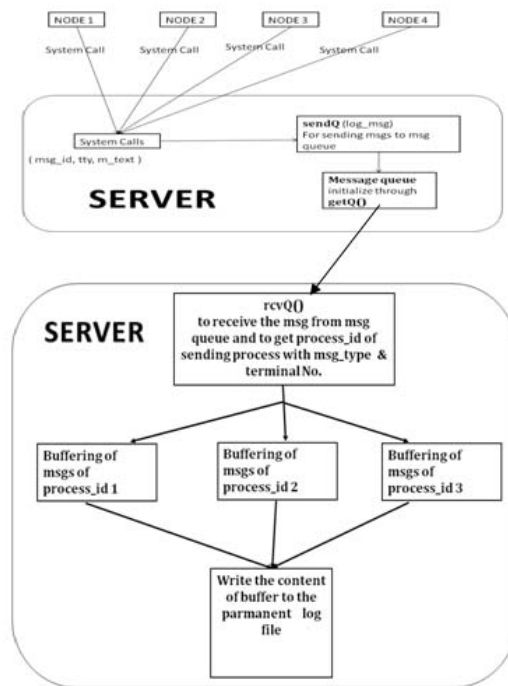 NODE 1
NODE 2
NODE 3
NODE 4
System Call
System Call
System Call
System Call
System Calls
( msg_id, tty, m_text )
sendQ (log_msg)
For sending msgs to msg
queue
Message queue
initialize through
getQ()
SERVER
SERVER
rcvQ()
to receive the msg from msg
queue and to get process_id of
sending process with msg_type &
terminal No.
Buffering of
msgs of
process_id 1
Buffering of
msgs of
process_id 2
Buffering of
msgs of
process_id 3
Write the content
of buffer to the
parmanent log
file